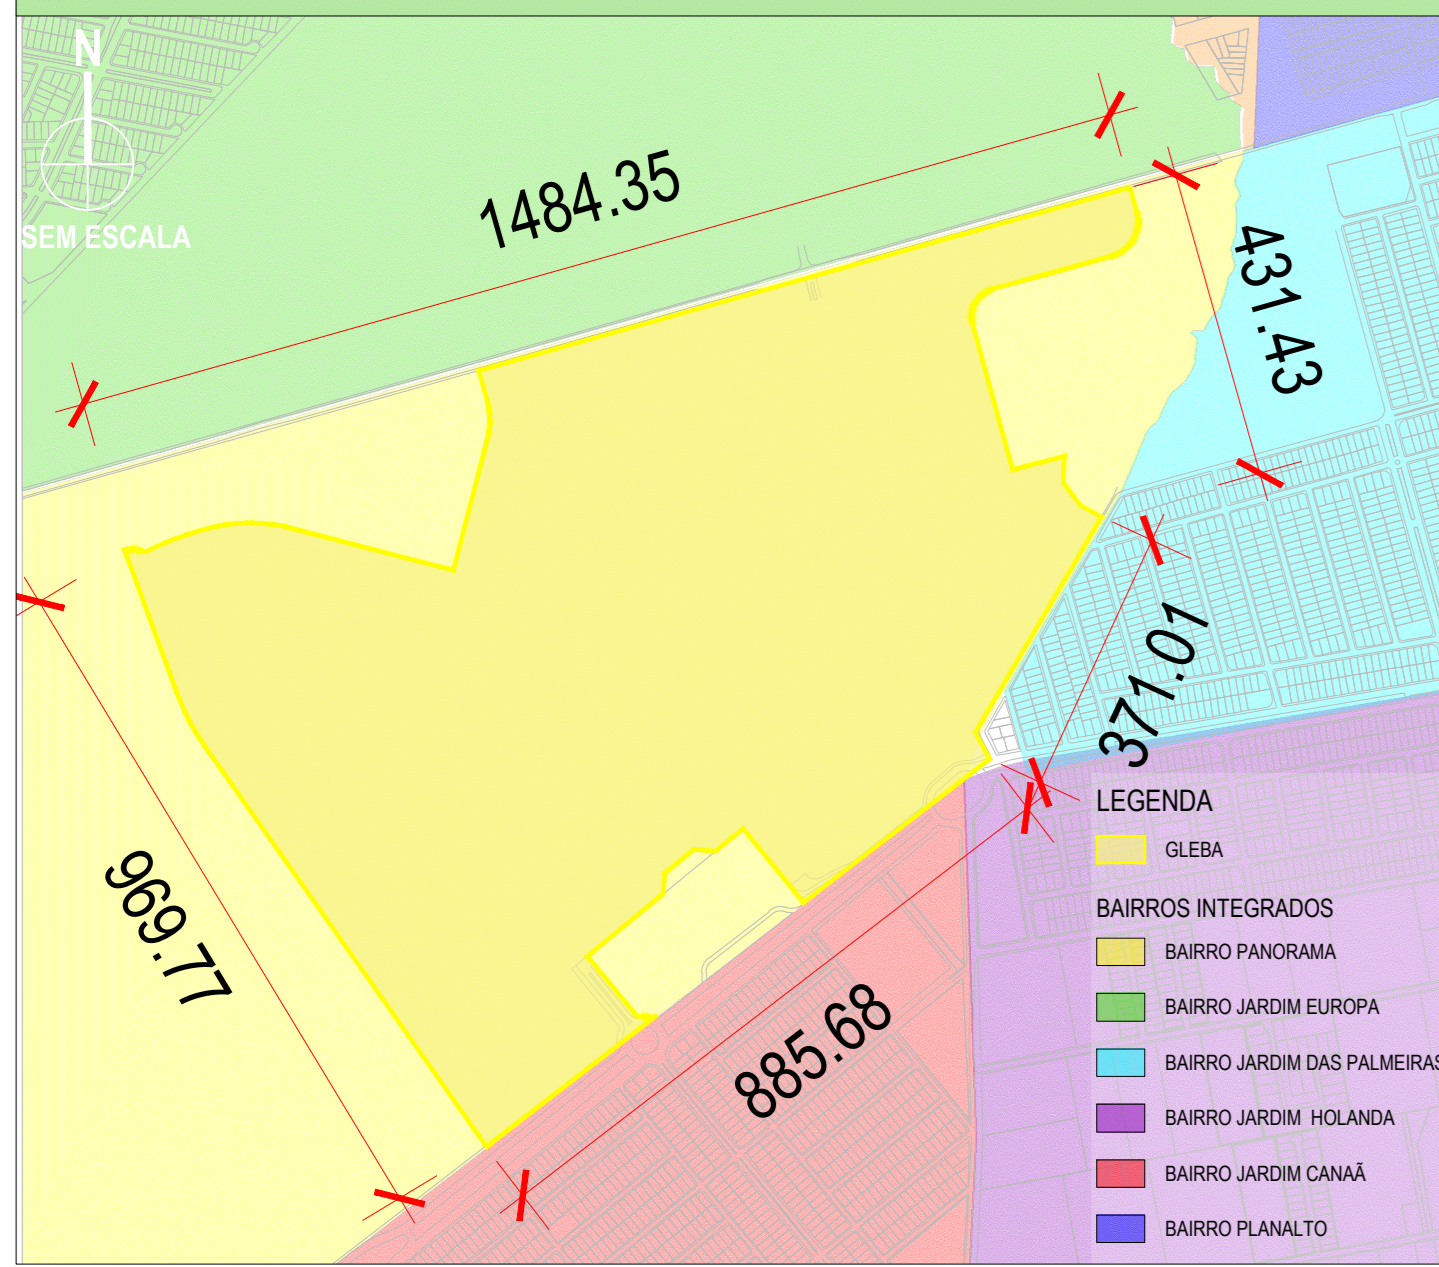 N
SEM ESCALA
1484.35
431.43
371.01
969.77
885.68
LEGENDA
GLEBA
BAIRROS INTEGRADOS
BAIRRO PANORAMA
BAIRRO JARDIM EUROPA
BAIRRO JARDIM DAS PALMEIRAS
BAIRRO JARDIM HOLANDA
BAIRRO JARDIM CANAÃ
BAIRRO PLANALTO